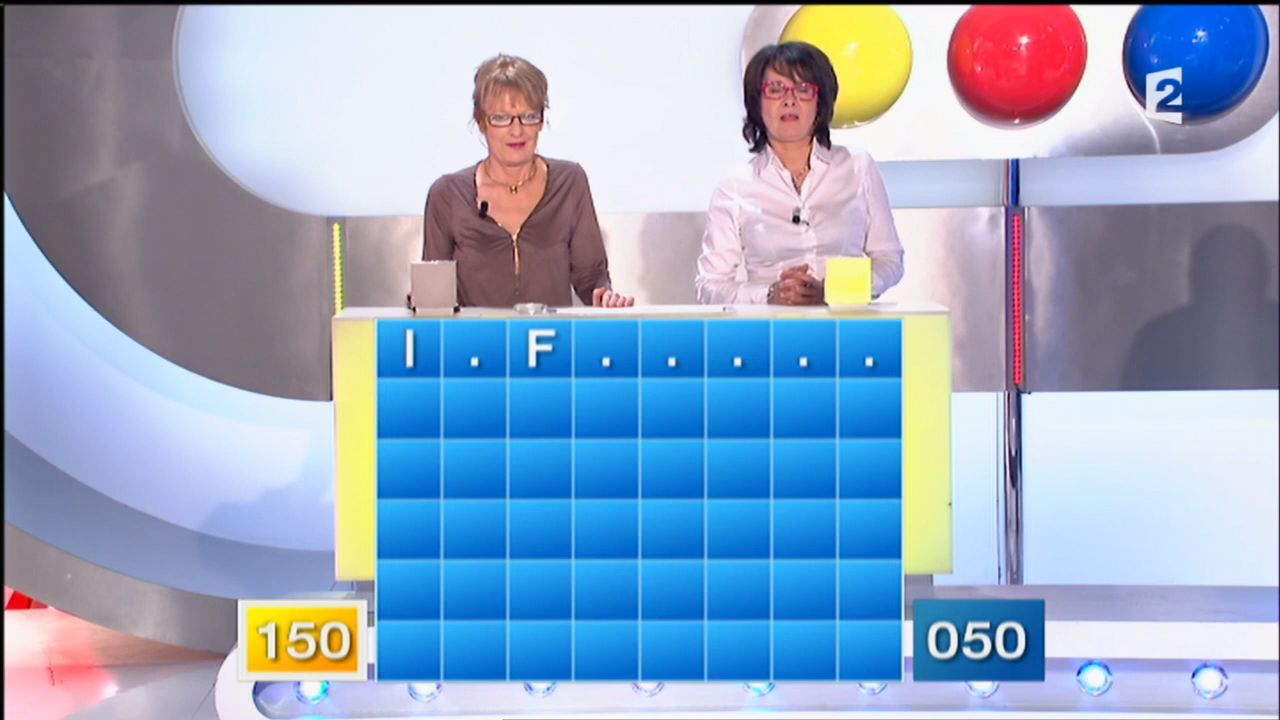 2
I . F . . . . .
150
050